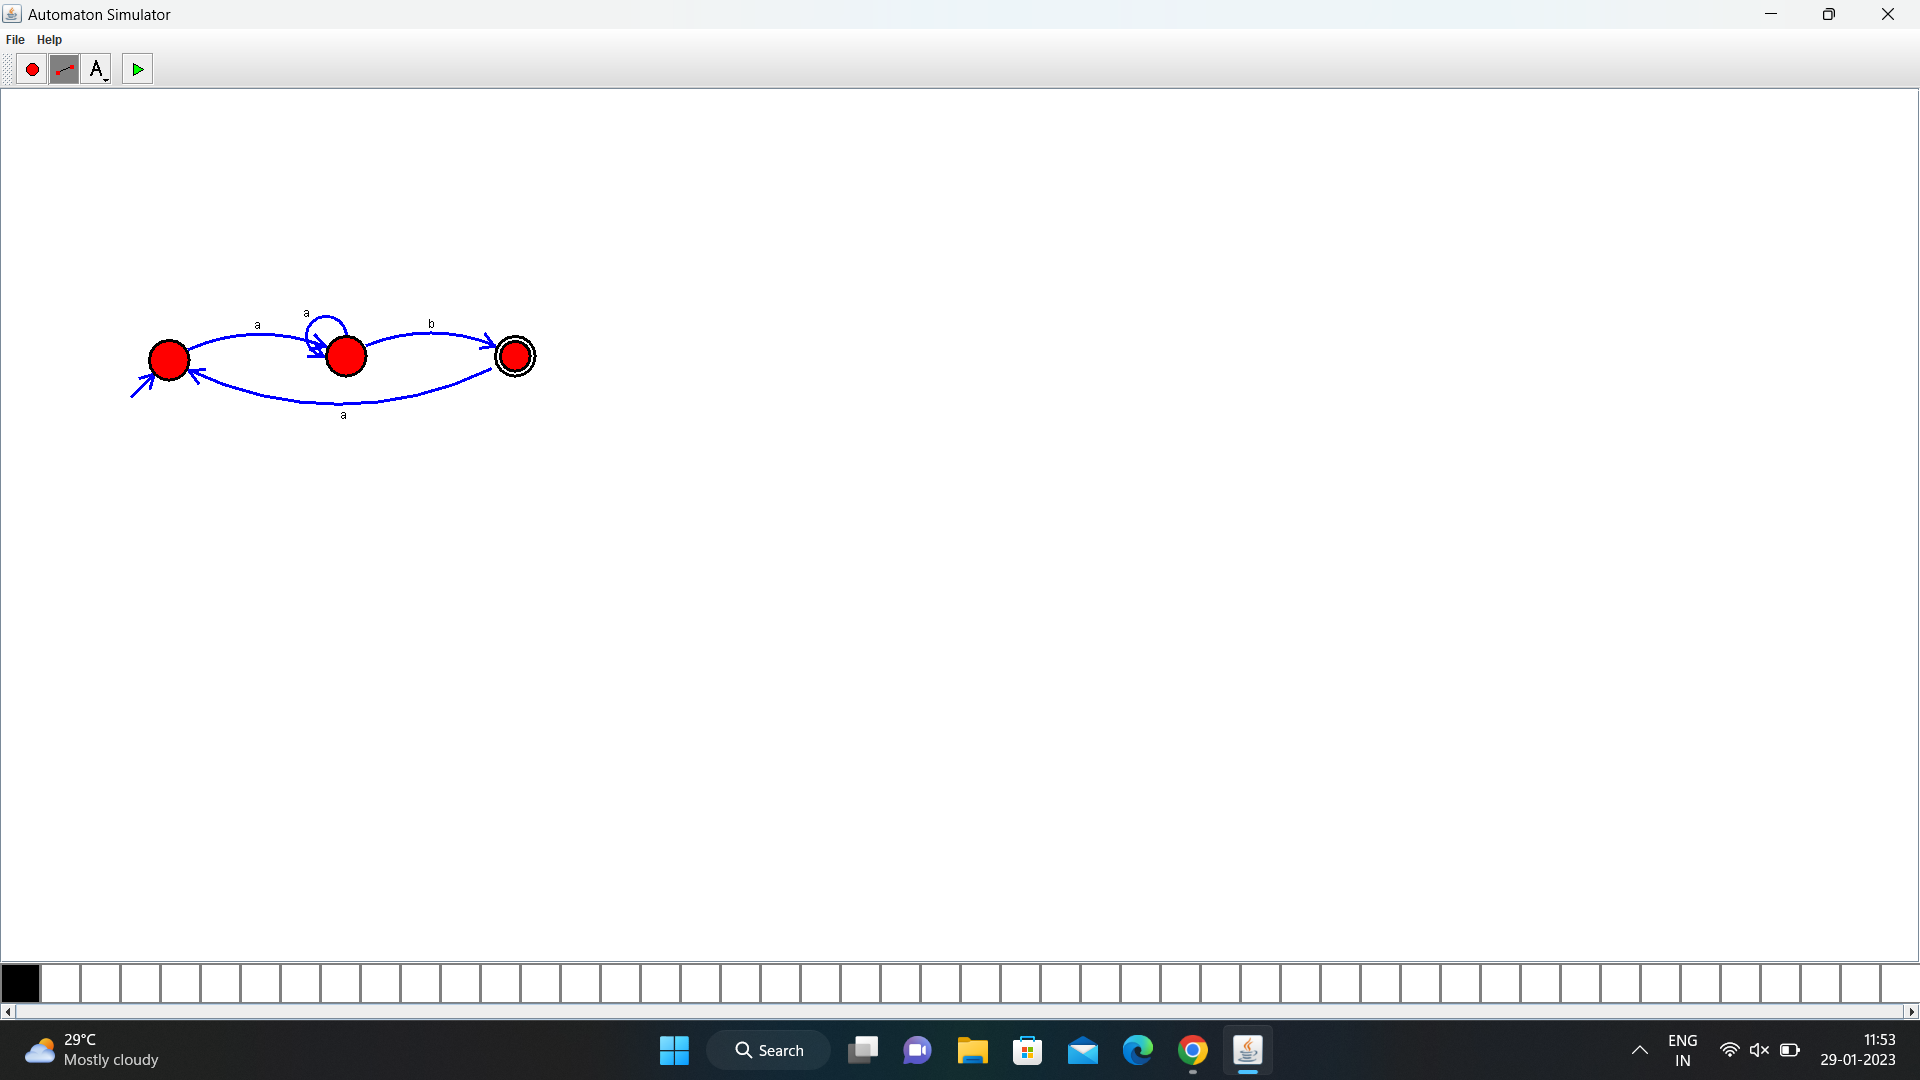 Automaton Simulator
File Help
A
a
a
b
a
29°C
Mostly cloudy
Search
ENG
IN
11:53
29-01-2023